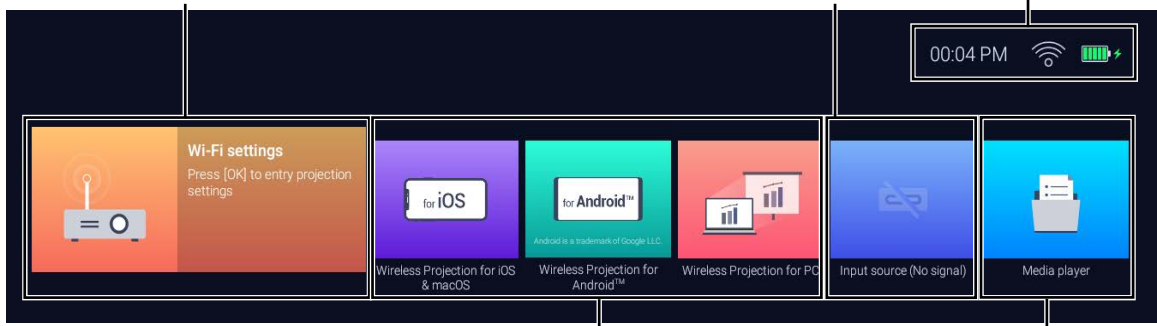 00:04 PM
Wi-Fi settings
Press [OK] to entry projection
settings
for iOS
for Android™
Android is a trademark of Google LLC.
Wireless Projection for iOS
& macOS
Wireless Projection for
Android™
Wireless Projection for PC
Input source (No signal)
Media player